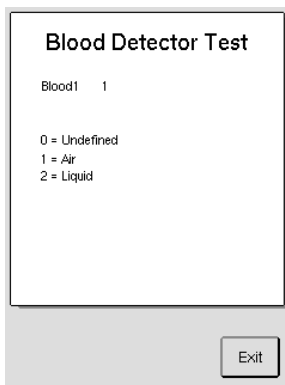 Blood Detector Test
Blood1 1
0 = Undefined
1 = Air
2 = Liquid
Exit